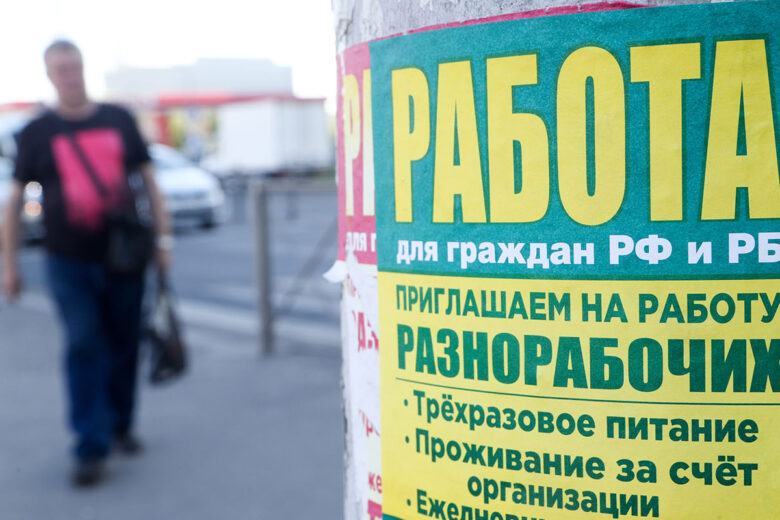 РАБОТА
для граждан РФ и РБ
ПРИГЛАШАЕМ НА РАБОТУ
РАЗНОРАБОЧИХ
· Трёхразовое питание
· Проживание за счёт
организации